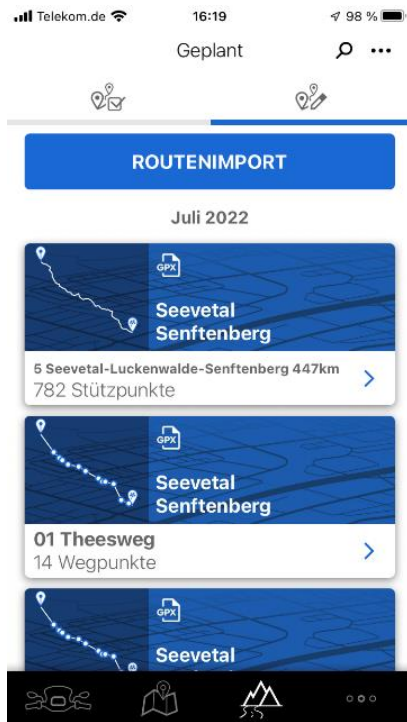 Telekom.de 16:19 98 %
Geplant
ROUTENIMPORT
Juli 2022
GPX
Seevetal
Senftenberg
5 Seevetal-Luckenwalde-Senftenberg 447km
782 Stützpunkte
GPX
Seevetal
Senftenberg
01 Theesweg
14 Wegpunkte
GPX
Seevetal